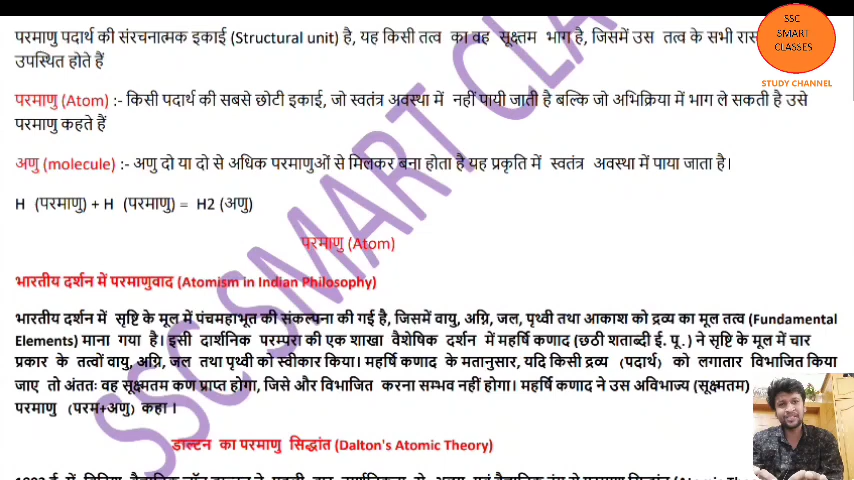 परमाणु पदार्थ की संरचनात्मक इकाई (Structural unit) है, यह किसी तत्व का वह सूक्ष्तम भाग है, जिसमें उस तत्व के सभी
SSC
SMART
CLASSES
STUDY CHANNEL
उपस्थित होते हैं
परमाणु (Atom) :- किसी पदार्थ की सबसे छोटी इकाई, जो स्वतंत्र अवस्था में नहीं पायी जाती है बल्कि जो अभिक्रिया में भाग ले सकती है उसे
परमाणु कहते हैं
अणु (molecule) :- अणु दो या दो से अधिक परमाणुओं से मिलकर बना होता है यह प्रकृति में स्वतंत्र अवस्था में पाया जाता है।
H (परमाणु) + H (परमाणु) = H2 (अणु)
परमाणु (Atom)
भारतीय दर्शन में परमाणुवाद (Atomism in Indian Philosophy)
भारतीय दर्शन में सृष्टि के मूल में पंचमहाभूत की संकल्पना की गई है, जिसमें वायु, अग्नि, जल, पृथ्वी तथा आकाश को द्रव्य का मूल तत्व (Fundamental
Elements) माना गया है। इसी दार्शनिक परम्परा की एक शाखा वैशेषिक दर्शन में महर्षि कणाद (छठी शताब्दी ई. पू.) ने सृष्टि के मूल में चार
प्रकार के तत्वों वायु, अग्नि, जल तथा पृथ्वी को स्वीकार किया। महर्षि कणाद के मतानुसार, यदि किसी द्रव्य (पदार्थ) को लगातार विभाजित किया
जाए तो अंततः वह सूक्ष्मतम कण प्राप्त होगा, जिसे और विभाजित करना सम्भव नहीं होगा। महर्षि कणाद ने उस अविभाज्य (सूक्ष्मतम)
परमाणु (परम+अणु) कहा ।
डाल्टन का परमाणु सिद्धांत (Dalton's Atomic Theory)
SSC SMART